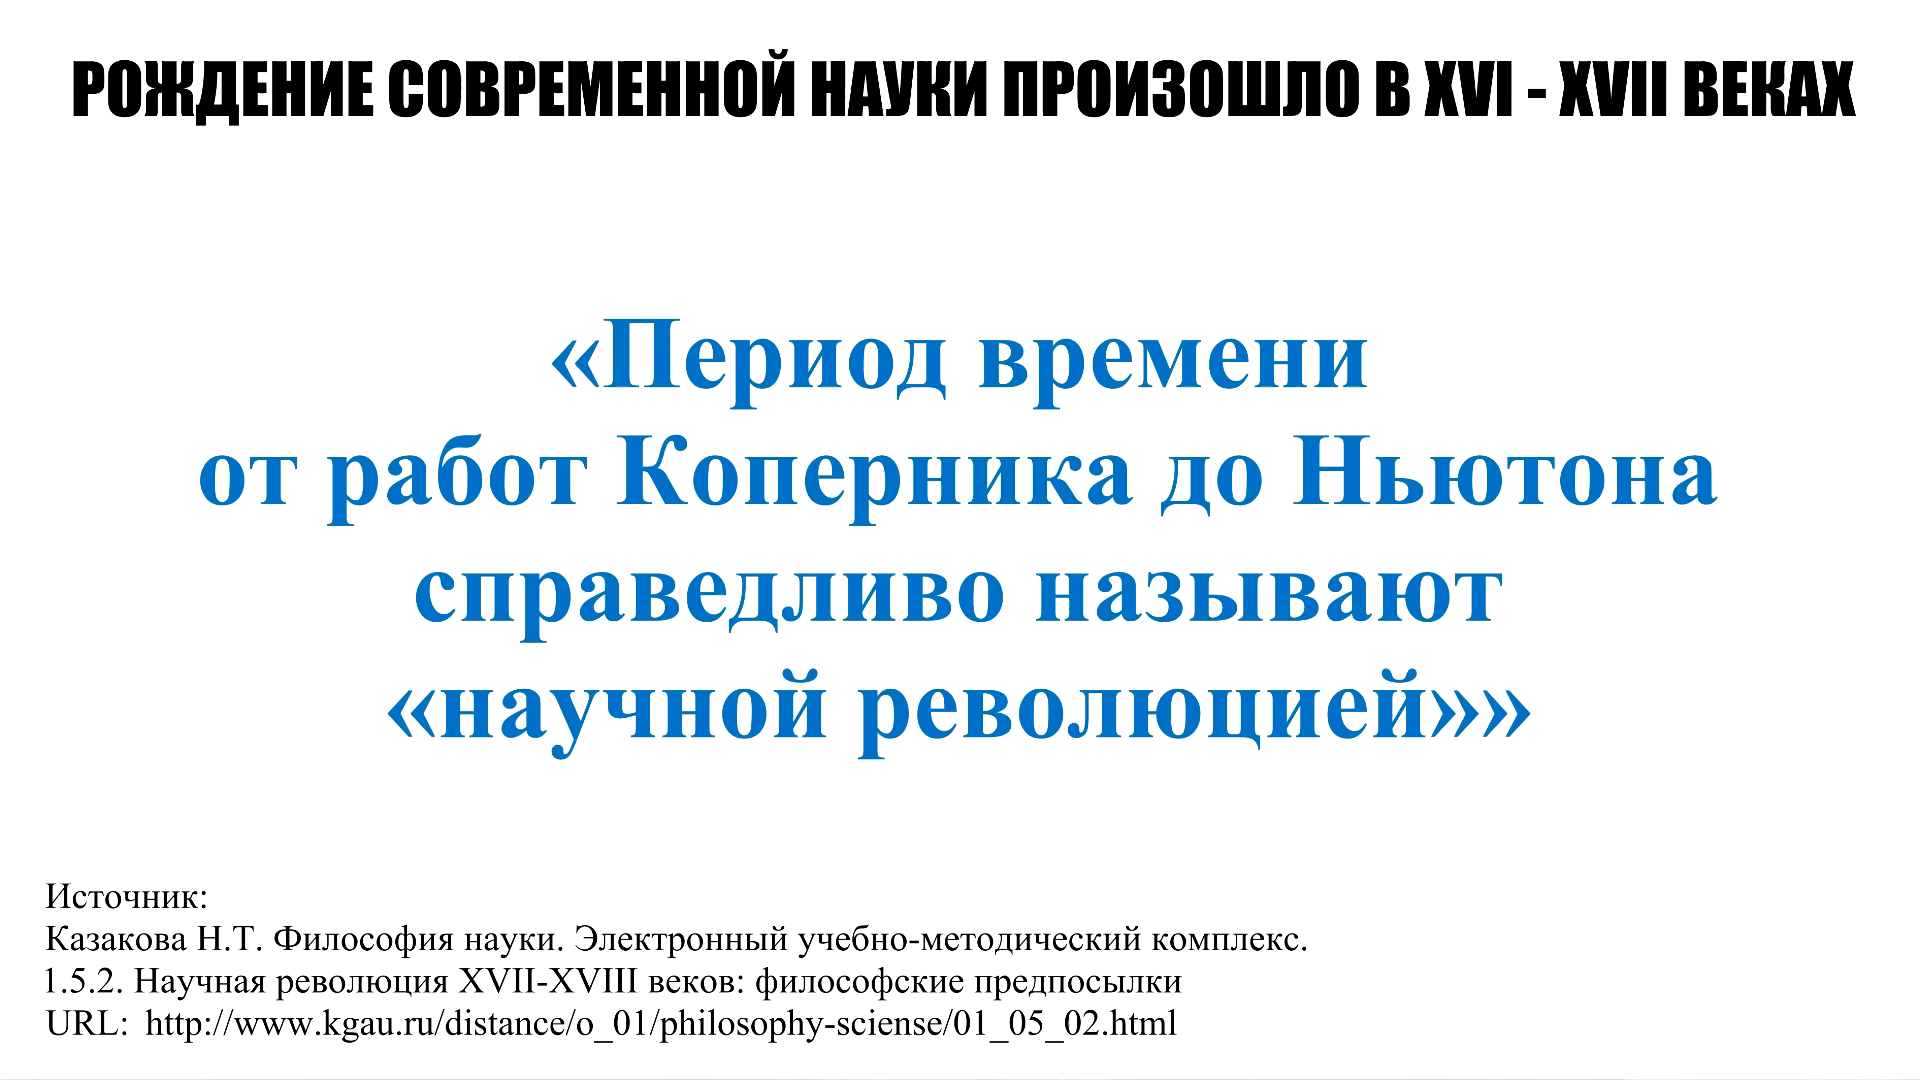 РОЖДЕНИЕ СОВРЕМЕННОЙ НАУКИ ПРОИЗОШЛО В XVI - XVII ВЕКАХ
«Период времени
от работ Коперника до Ньютона
справедливо называют
«научной революцией»»
Источник:
Казакова Н.Т. Философия науки. Электронный учебно-методический комплекс.
1.5.2. Научная революция XVII-XVIII веков: философские предпосылки
URL: http://www.kgau.ru/distance/o_01/philosophy-sciense/01_05_02.html